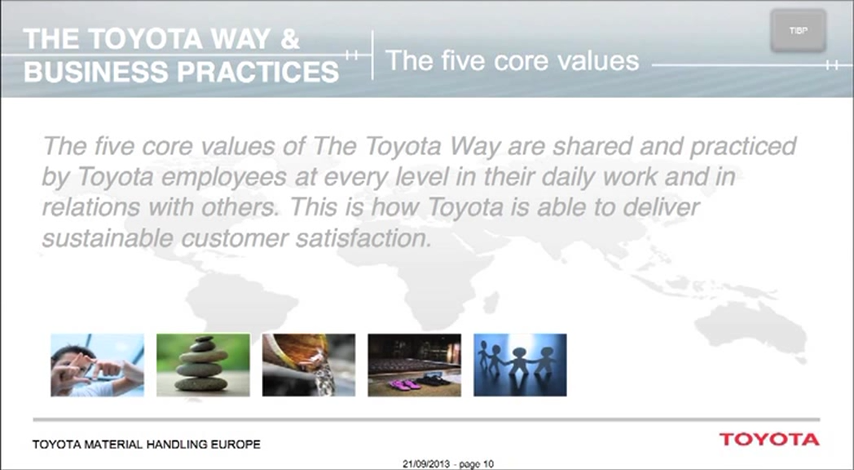 THE TOYOTA WAY &
BUSINESS PRACTICES
The five core values
The five core values of The Toyota Way are shared and practiced
by Toyota employees at every level in their daily work and in
relations with others. This is how Toyota is able to deliver
sustainable customer satisfaction.
TOYOTA MATERIAL HANDLING EUROPE
TOYOTA
21/09/2013 - page 10